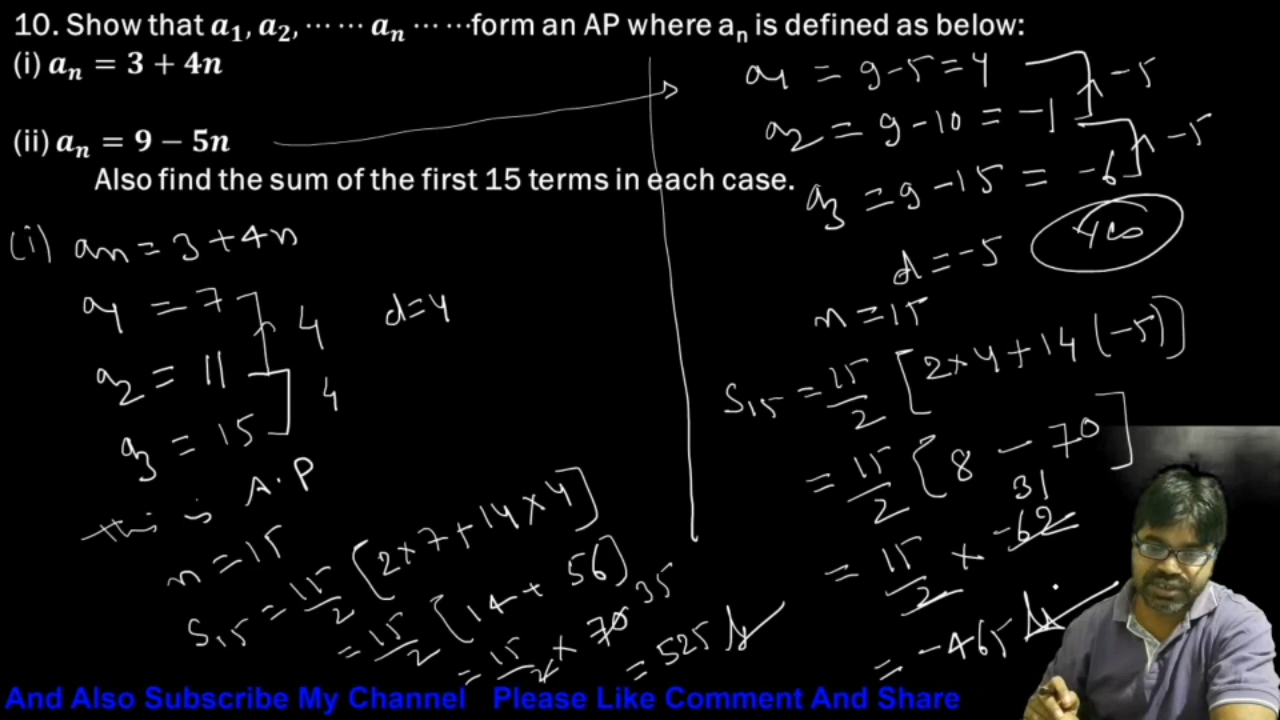 10. Show that a₁, a₂, ⋯⋯ aₙ ⋯⋯form an AP where aₙ is defined as below:
(i) aₙ = 3 + 4n
(ii) aₙ = 9 − 5n
Also find the sum of the first 15 terms in each case.
(i) an = 3 + 4n
a₁ = 7
4
d = 4
a₂ = 11
4
a₃ = 15
this is A.P
n = 15
S₁₅ = 15/2 [2×7 + 14×4]
= 15/2 [14 + 56]
= 15/2 × 70 35
= 525
a₁ = 9 - 5 = 4
-5
a₂ = 9 - 10 = -1
-5
a₃ = 9 - 15 = -6
d = -5
yes
n = 15
S₁₅ = 15/2 [2×4 + 14 (-5)]
= 15/2 [8 - 70]
31
= 15/2 × -62
= -465
And Also Subscribe My Channel Please Like Comment And Share